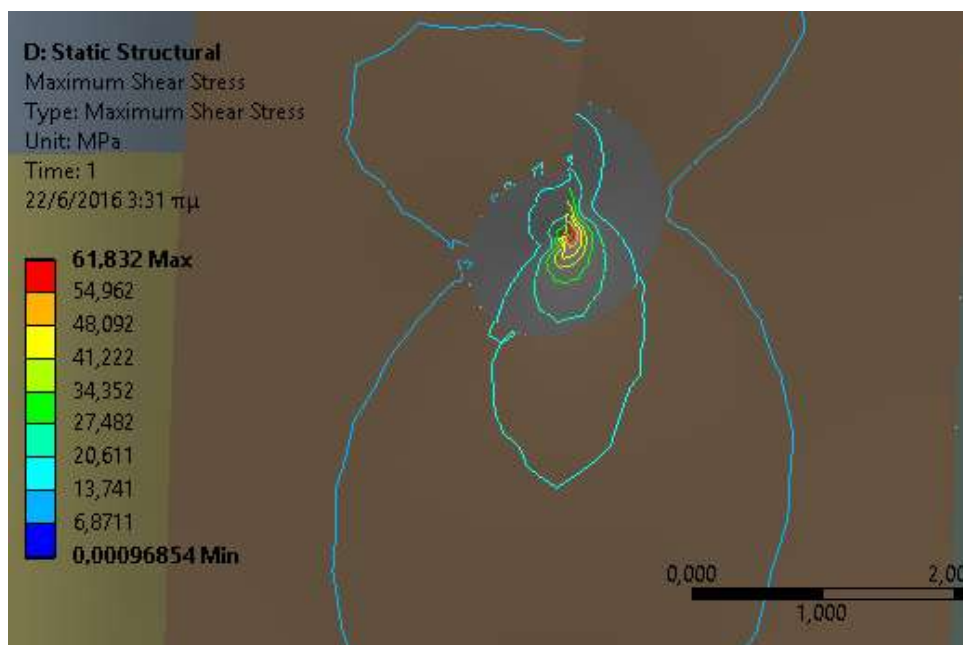 D: Static Structural
Maximum Shear Stress
Type: Maximum Shear Stress
Unit: MPa
Time: 1
22/6/2016 3:31 πμ
61,832 Max
54,962
48,092
41,222
34,352
27,482
20,611
13,741
6,8711
0,00096854 Min
0,000
1,000